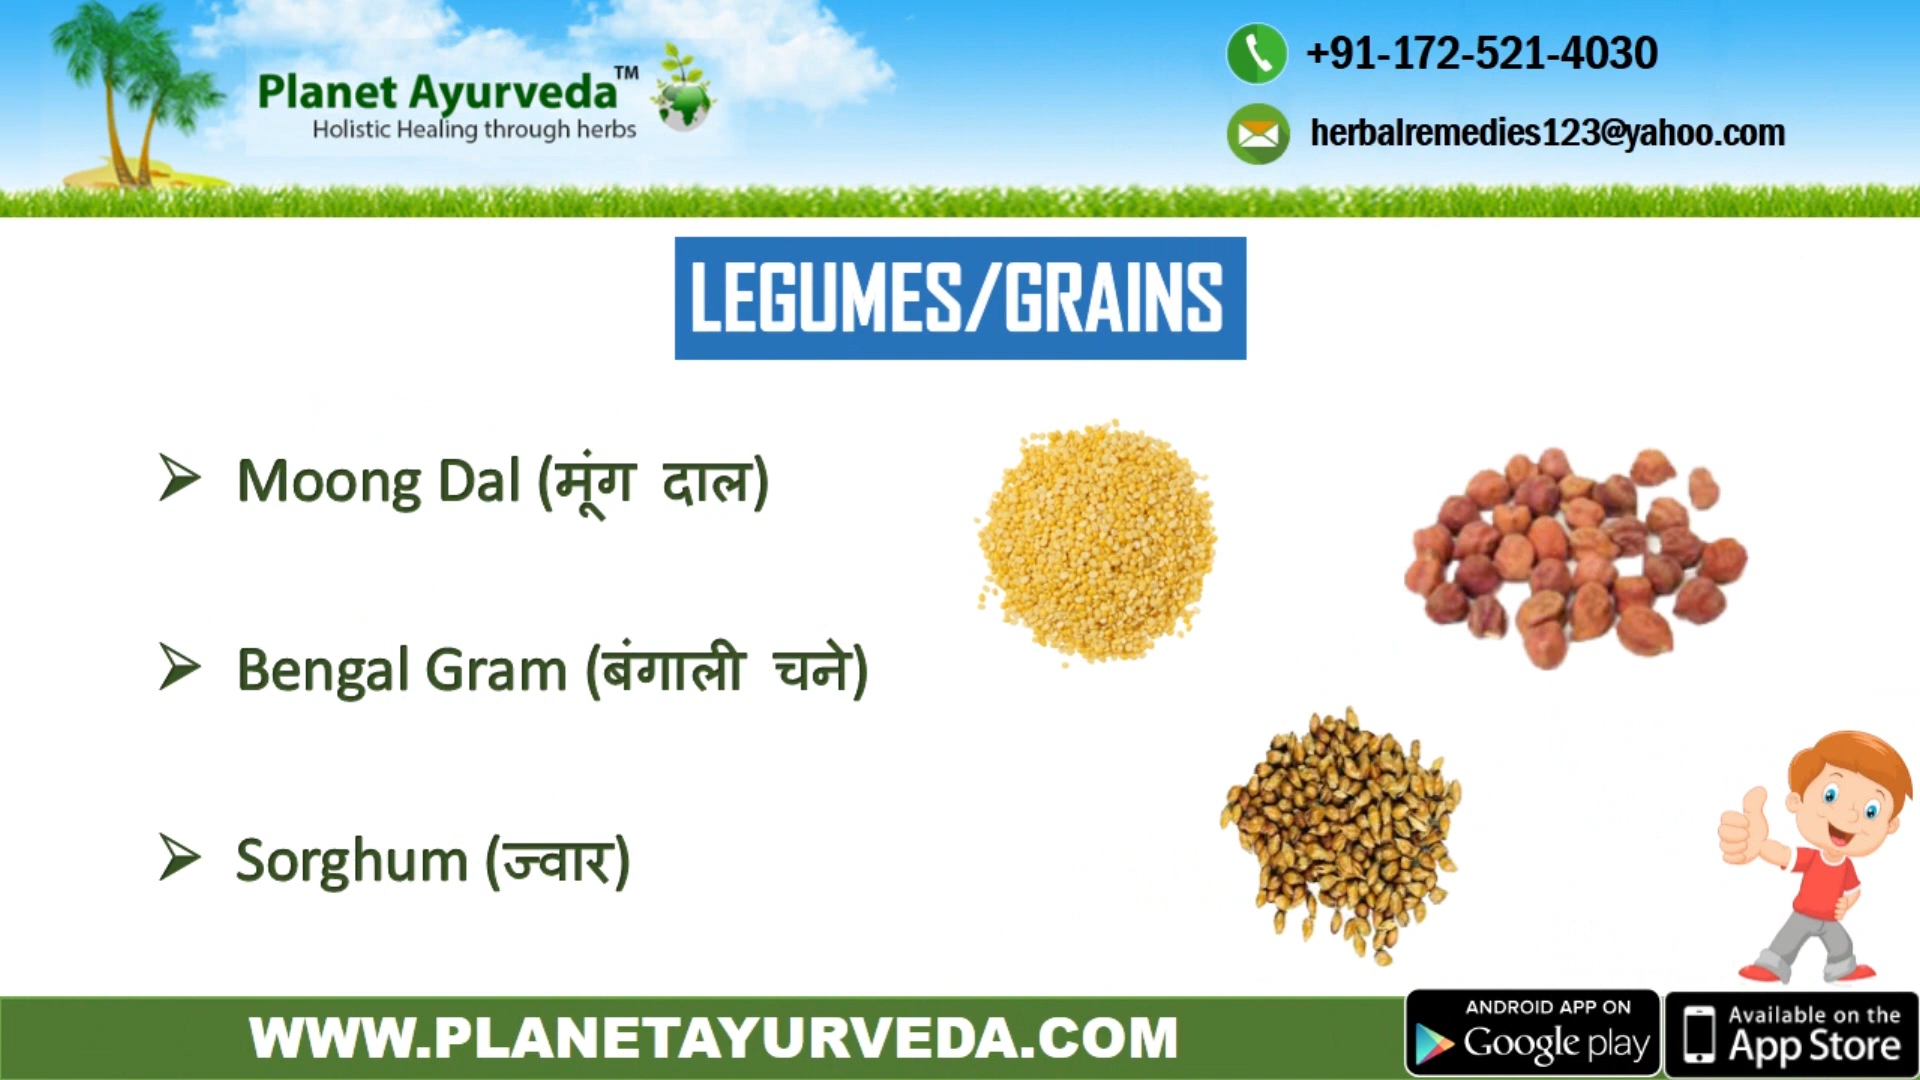 Planet Ayurveda™
Holistic Healing through herbs
+91-172-521-4030
herbalremedies123@yahoo.com
LEGUMES/GRAINS
➢ Moong Dal (मूंग दाल)
➢ Bengal Gram (बंगाली चने)
➢ Sorghum (ज्वार)
WWW.PLANETAYURVEDA.COM
ANDROID APP ON
Google play
Available on the
App Store